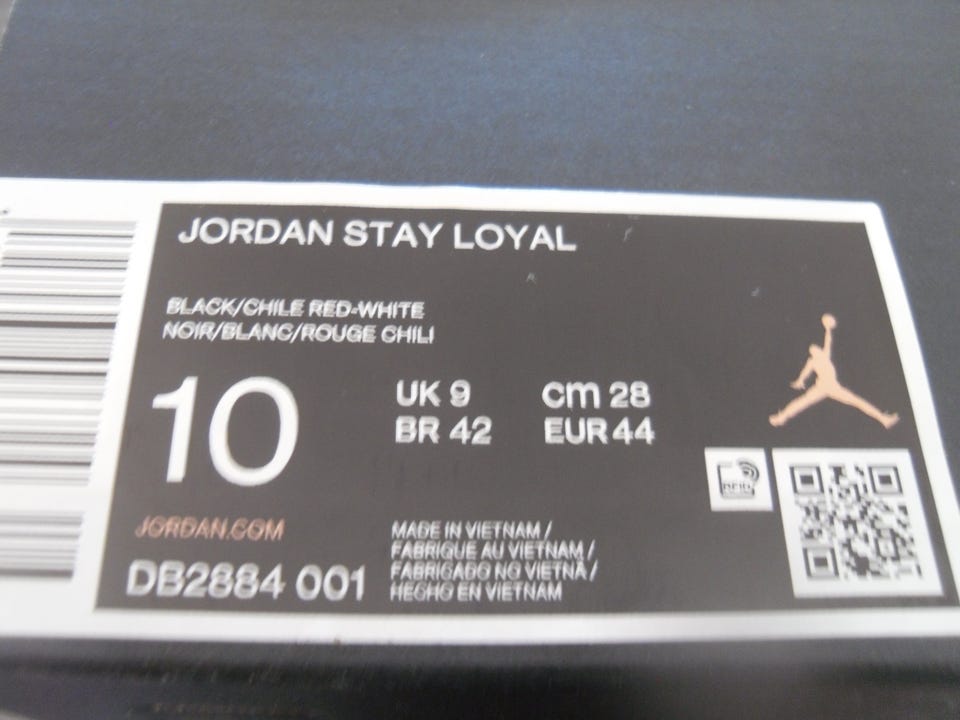 JORDAN STAY LOYAL
BLACK/CHILE RED-WHITE
NOIR/BLANC/ROUGE CHILI
10
UK 9
cm 28
BR 42
EUR 44
RFID
JORDAN.COM
DB2884 001
MADE IN VIETNAM /
FABRIQUE AU VIETNAM /
FABRICADO NO VIETNÃ /
HECHO EN VIETNAM